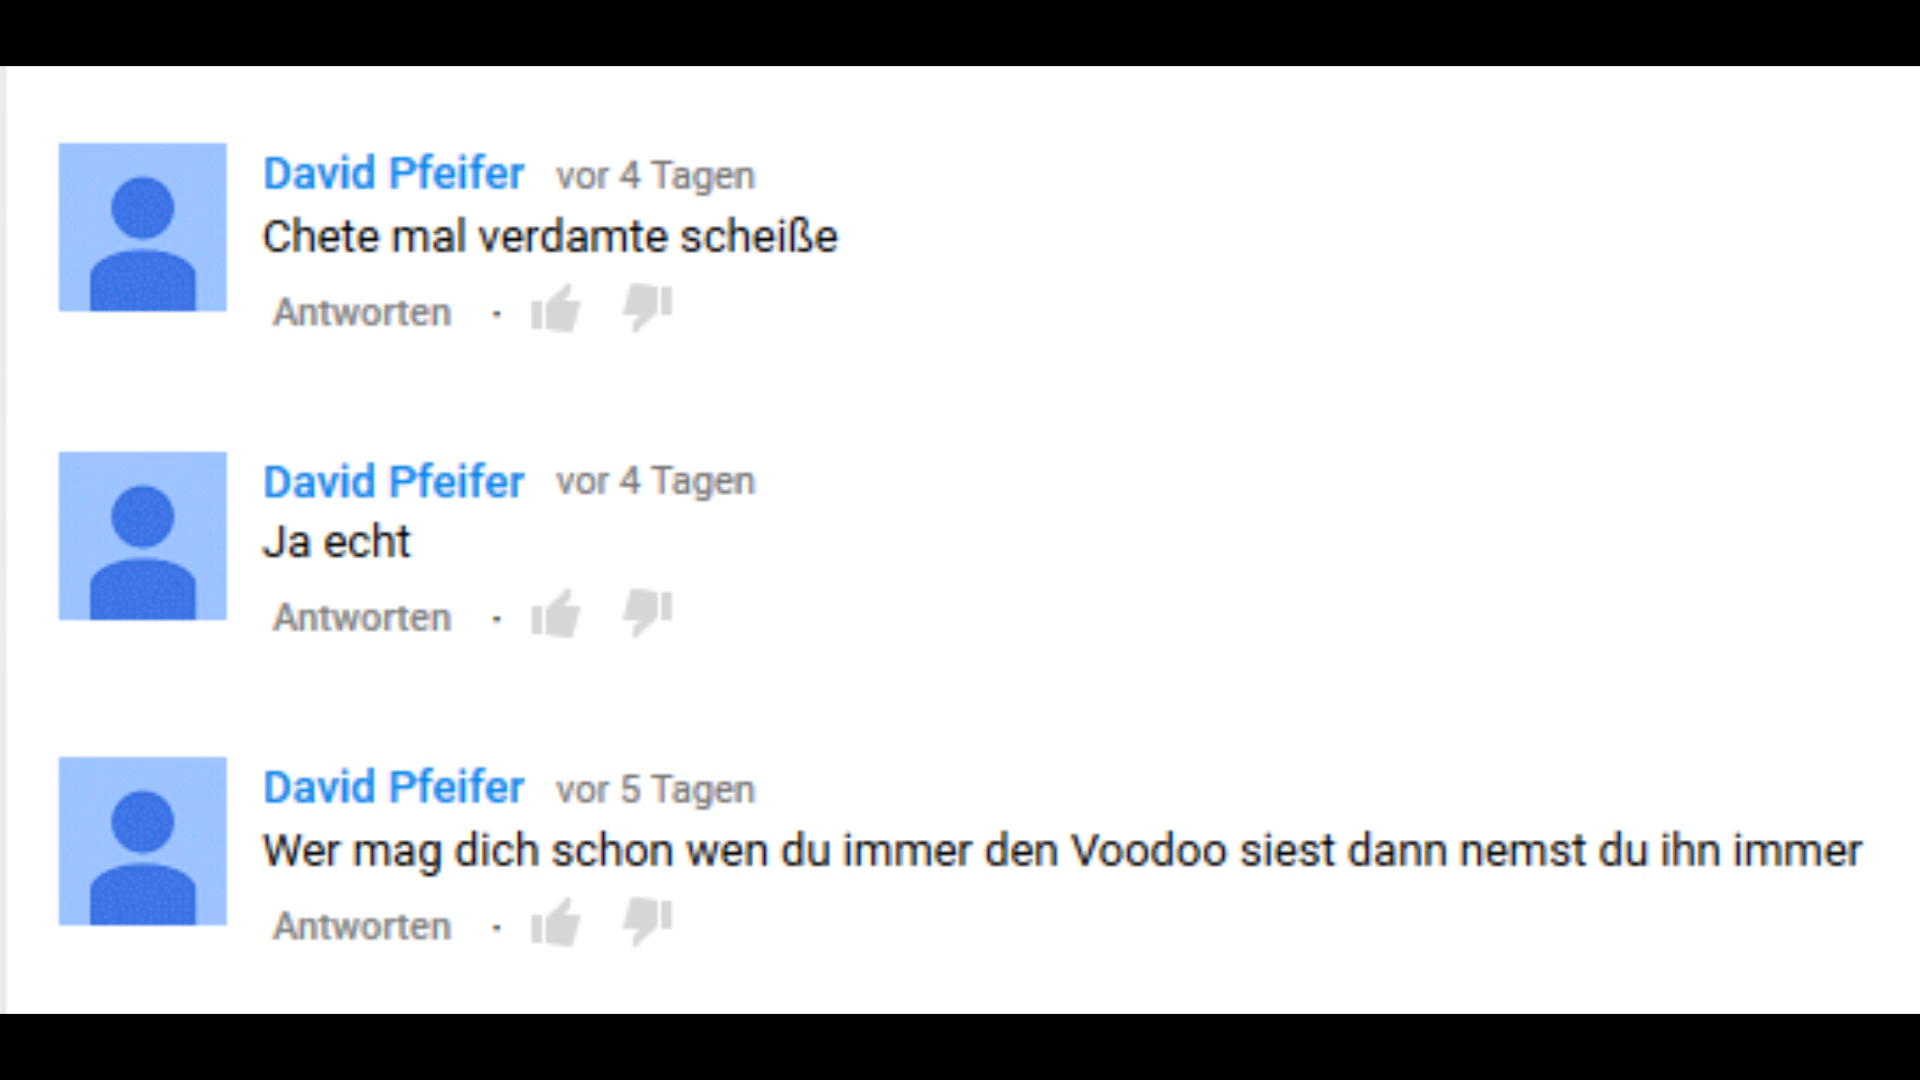 David Pfeifer vor 4 Tagen
Chete mal verdamte scheiße
Antworten ·
David Pfeifer vor 4 Tagen
Ja echt
Antworten ·
David Pfeifer vor 5 Tagen
Wer mag dich schon wen du immer den Voodoo siest dann nemst du ihn immer
Antworten ·